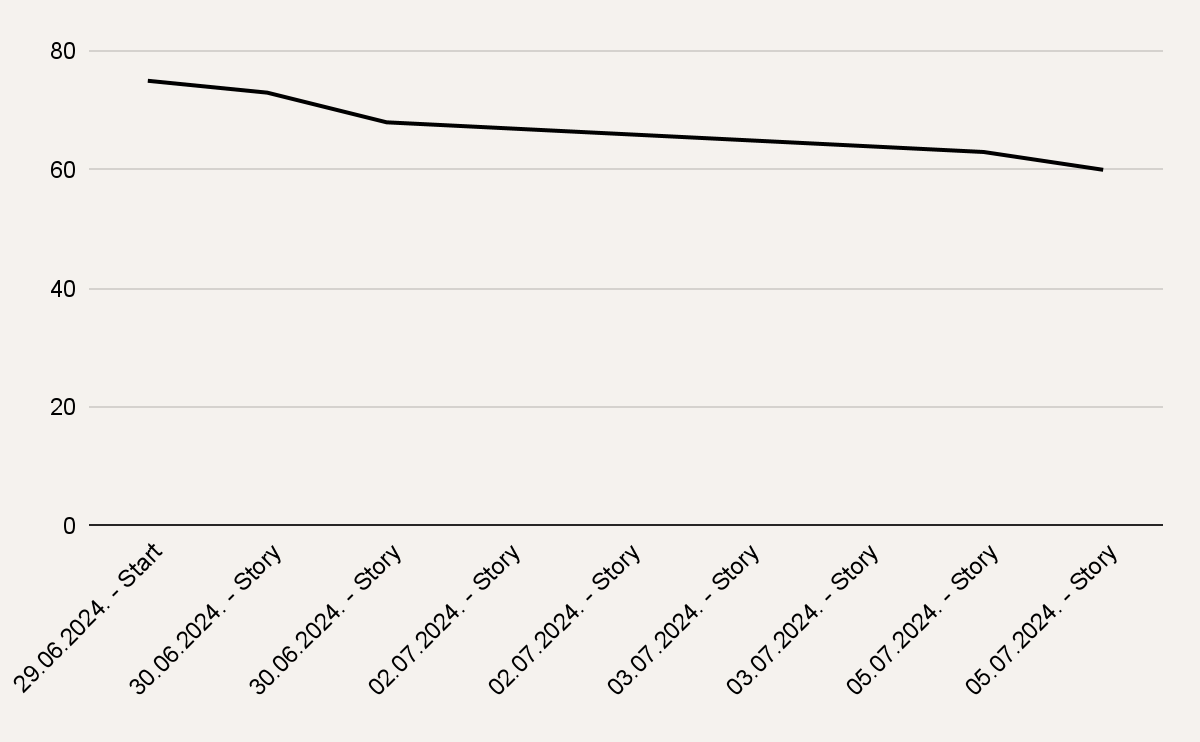 80
60
40
20
0
29.06.2024. - Start
30.06.2024. - Story
30.06.2024. - Story
02.07.2024. - Story
02.07.2024. - Story
03.07.2024. - Story
03.07.2024. - Story
05.07.2024. - Story
05.07.2024. - Story